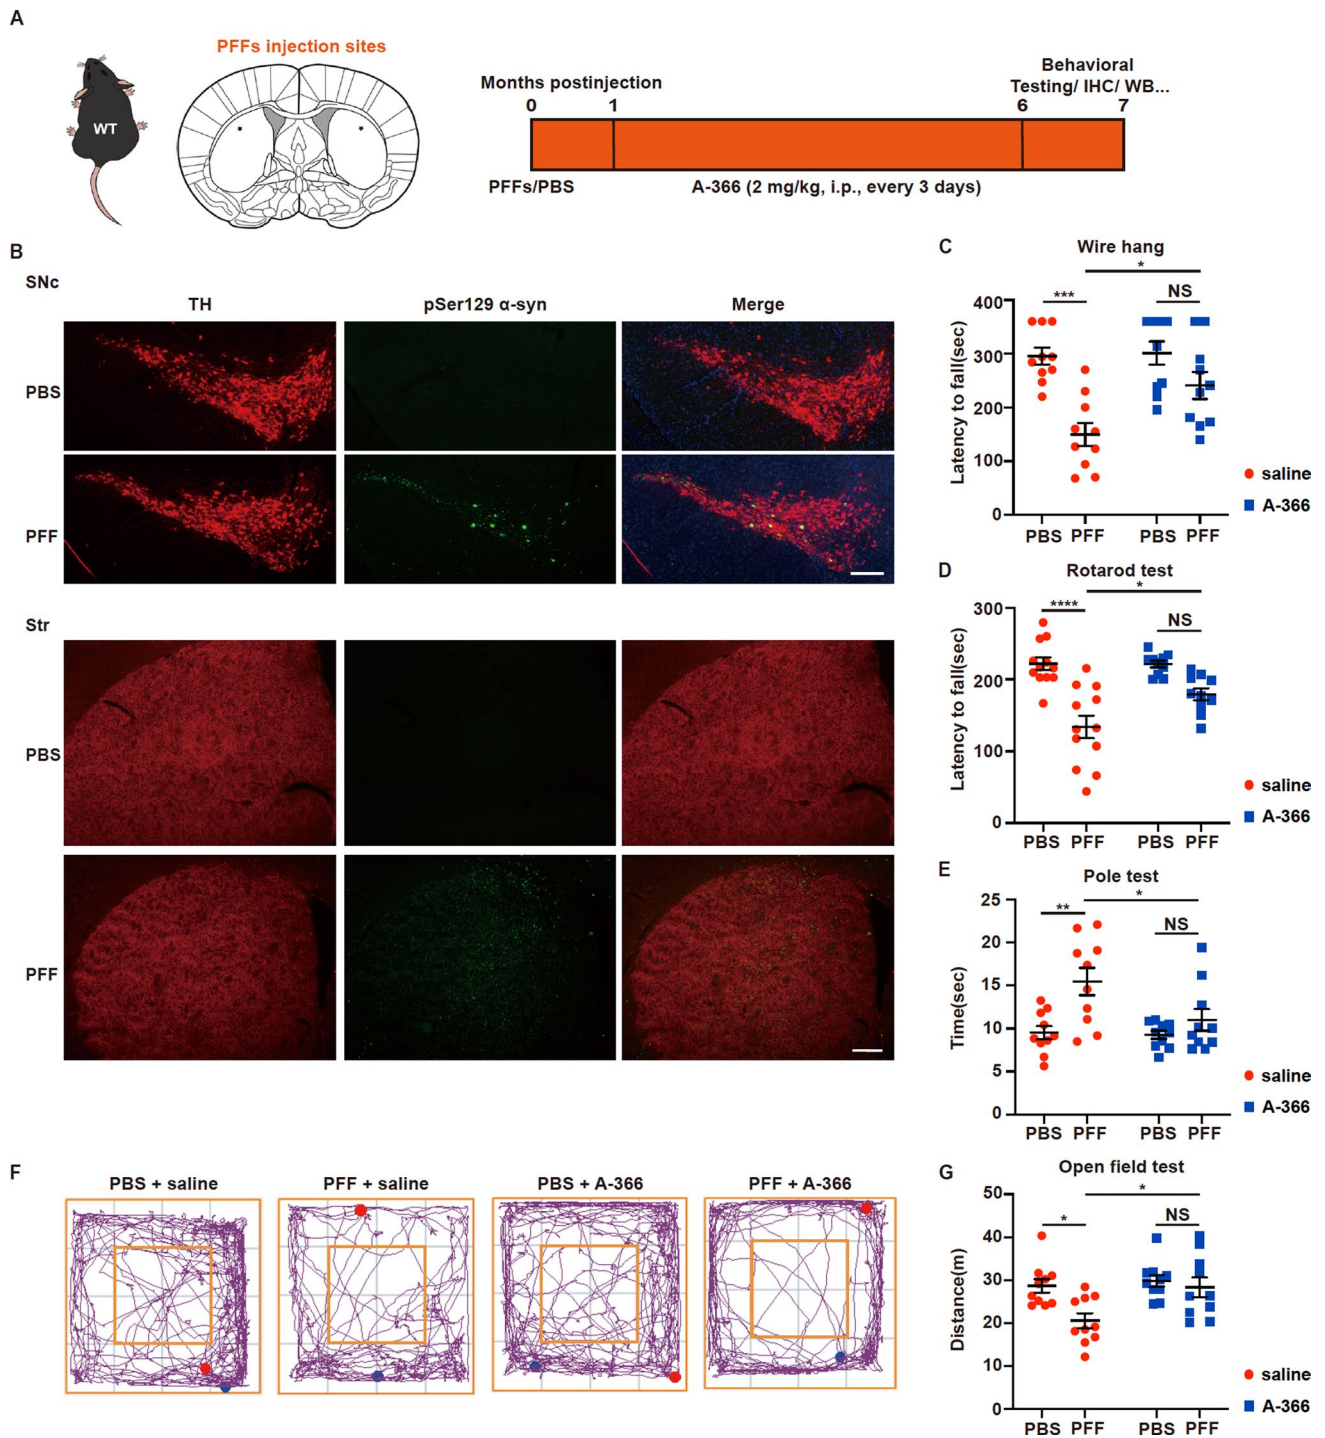 A
PFFs injection sites
WT
Months postinjection
Behavioral
Testing/ IHC/ WB...
0 1 6 7
PFFs/PBS
A-366 (2 mg/kg, i.p., every 3 days)
B
SNc
TH pSer129 α-syn Merge
PBS
PFF
Str
PBS
PFF
C
Wire hang
*
*** NS
400
300
200
100
0
Latency to fall(sec)
PBS PFF PBS PFF
saline
A-366
D
Rotarod test
*
**** NS
300
200
100
0
Latency to fall(sec)
PBS PFF PBS PFF
saline
A-366
E
Pole test
*
** NS
25
20
15
10
5
0
Time(sec)
PBS PFF PBS PFF
saline
A-366
F
PBS + saline PFF + saline PBS + A-366 PFF + A-366
G
Open field test
*
* NS
50
40
30
20
10
0
Distance(m)
PBS PFF PBS PFF
saline
A-366